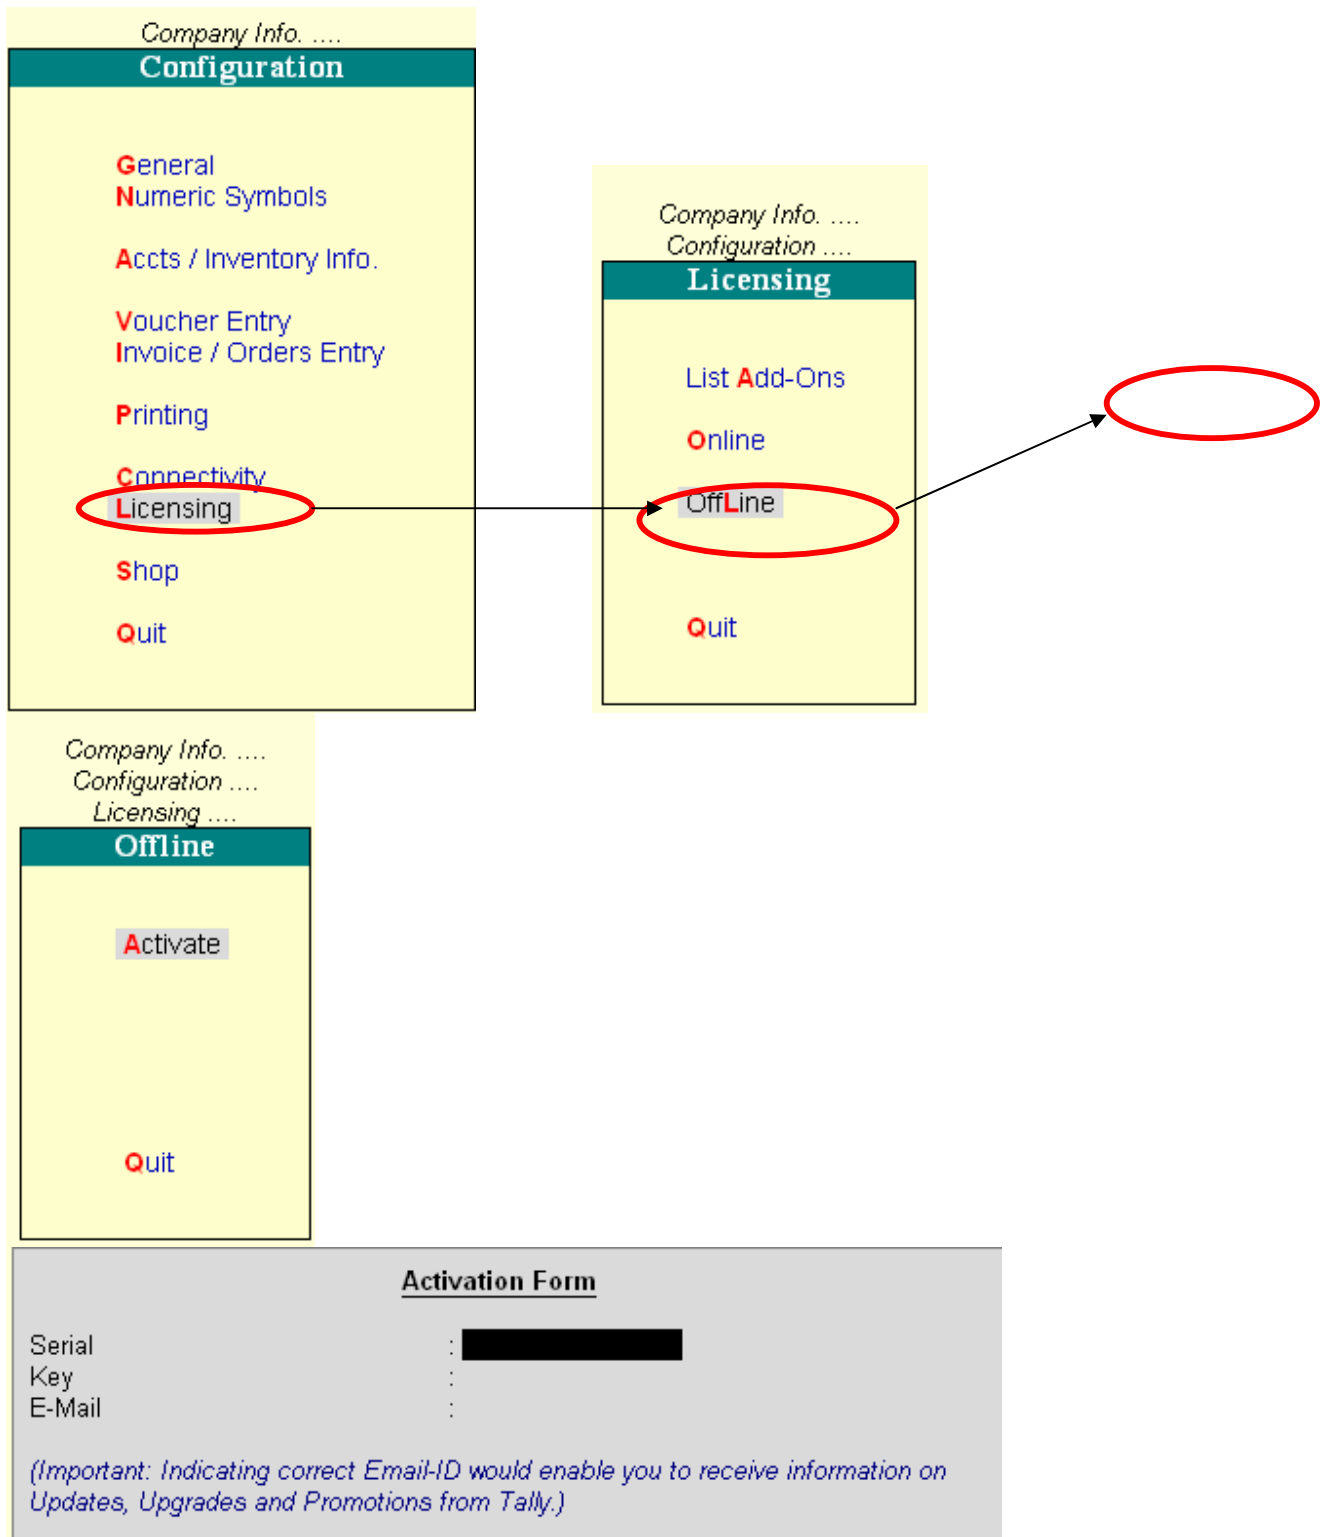 Company Info. ....
Configuration
General
Numeric Symbols
Accts / Inventory Info.
Voucher Entry
Invoice / Orders Entry
Printing
Connectivity
Licensing
Shop
Quit
Company Info. ....
Configuration ....
Licensing
List Add-Ons
Online
OffLine
Quit
Company Info. ....
Configuration ....
Licensing ....
Offline
Activate
Quit
Activation Form
Serial :
Key :
E-Mail :
(Important: Indicating correct Email-ID would enable you to receive information on
Updates, Upgrades and Promotions from Tally.)